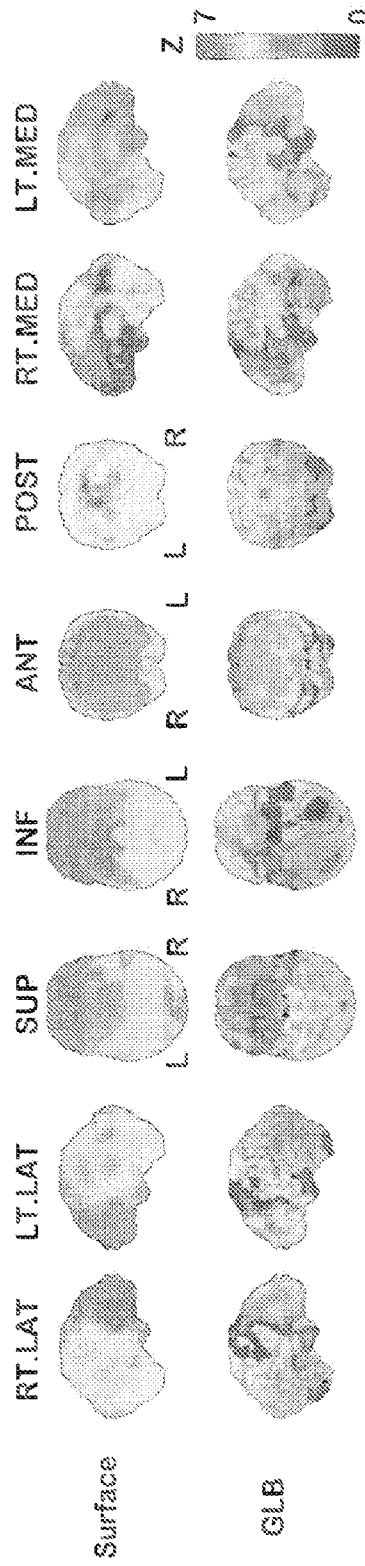 RT.LAT LT.LAT SUP INF ANT POST RT.MED LT.MED Z
Surface 7
0
L R R L R L L R
GLB